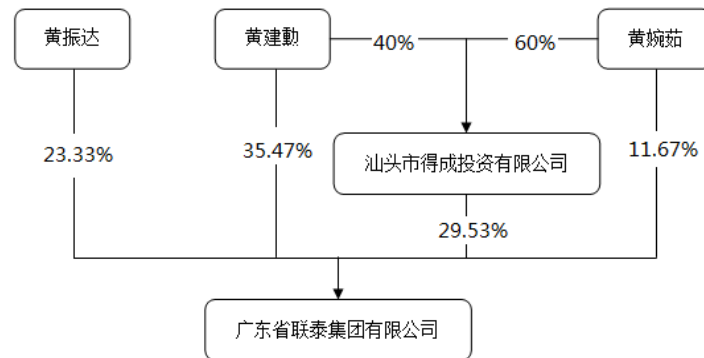 黄振达
黄建勳
40%
60%
黄婉茹
23.33%
35.47%
汕头市得成投资有限公司
11.67%
29.53%
广东省联泰集团有限公司